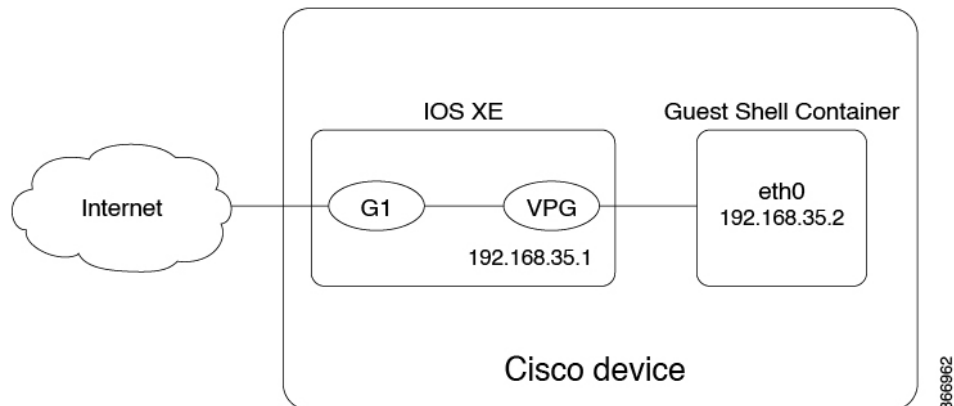 IOS XE
Guest Shell Container
Internet
G1
VPG
192.168.35.1
eth0
192.168.35.2
Cisco device
366962